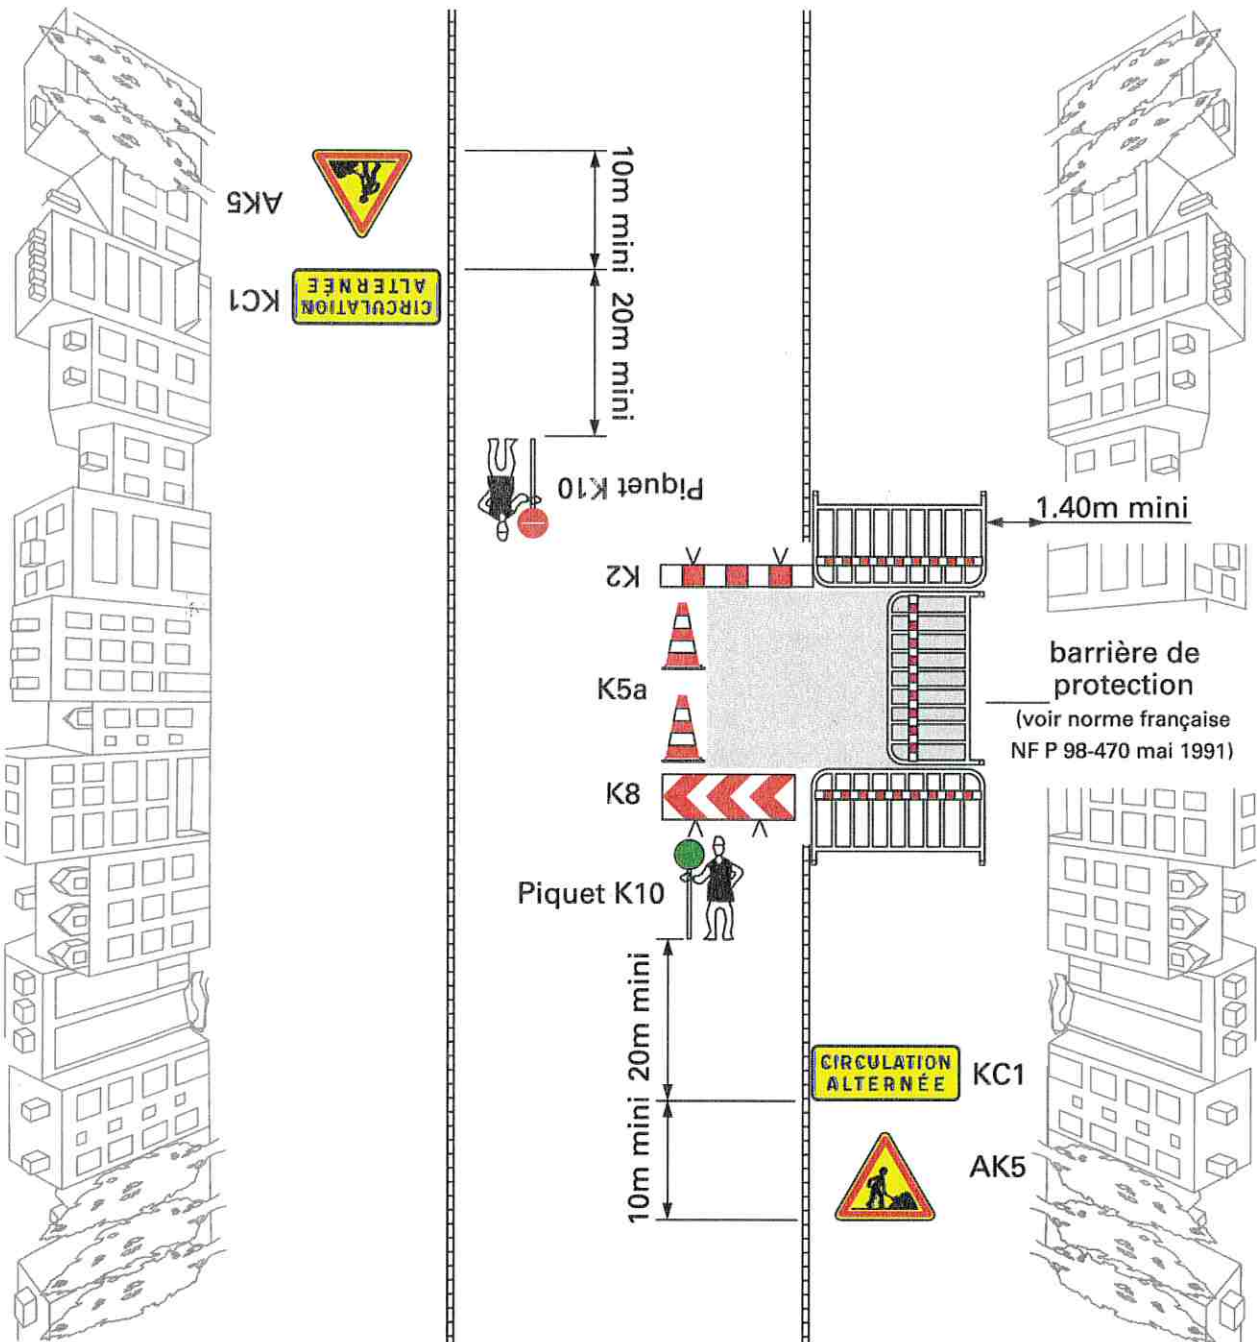 10m mini
AK5
CIRCULATION
ALTERNÉE
KC1
20m mini
Piquet K10
1.40m mini
K2
K5a
barrière de
protection
(voir norme française
NF P 98-470 mai 1991)
K8
Piquet K10
20m mini
CIRCULATION
ALTERNÉE
KC1
10m mini
AK5